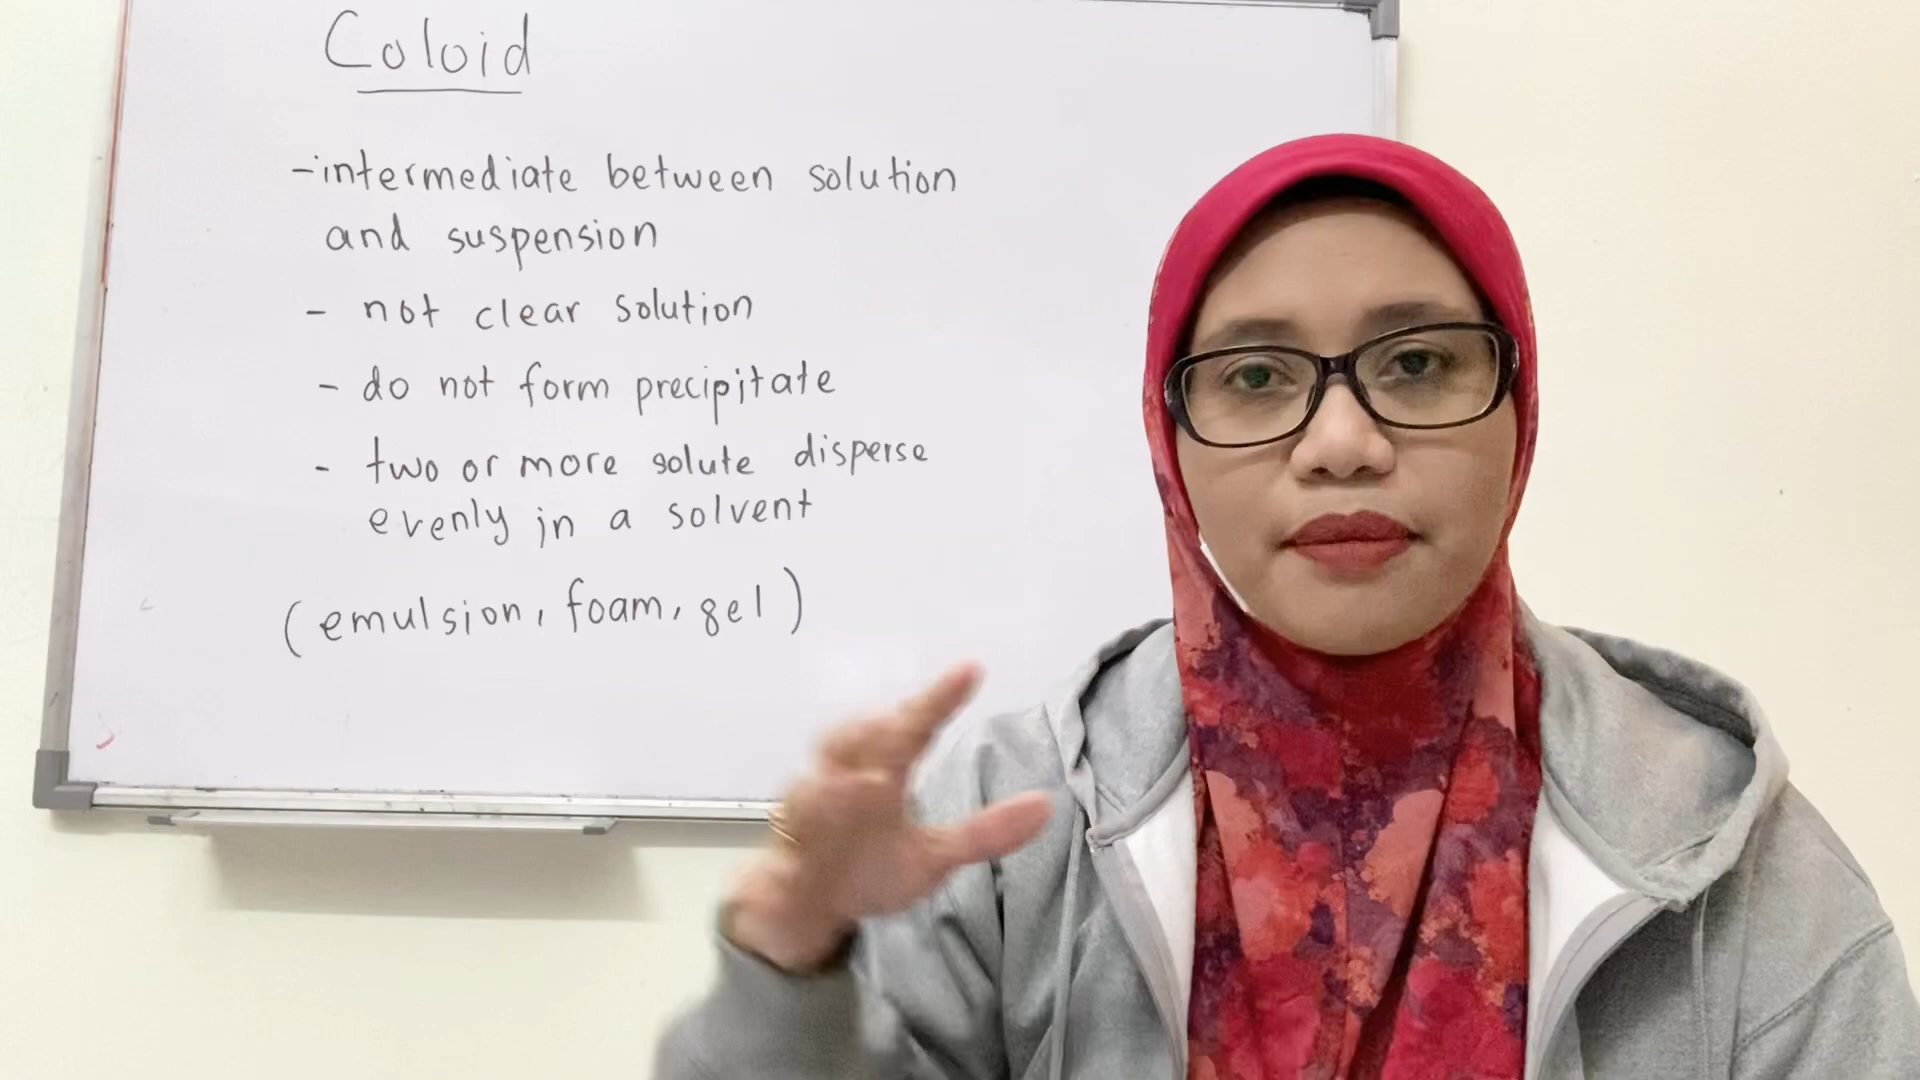 Coloid
-intermediate between solution
and suspension
- not clear solution
- do not form precipitate
- two or more solute disperse
evenly in a solvent
(emulsion, foam, gel)